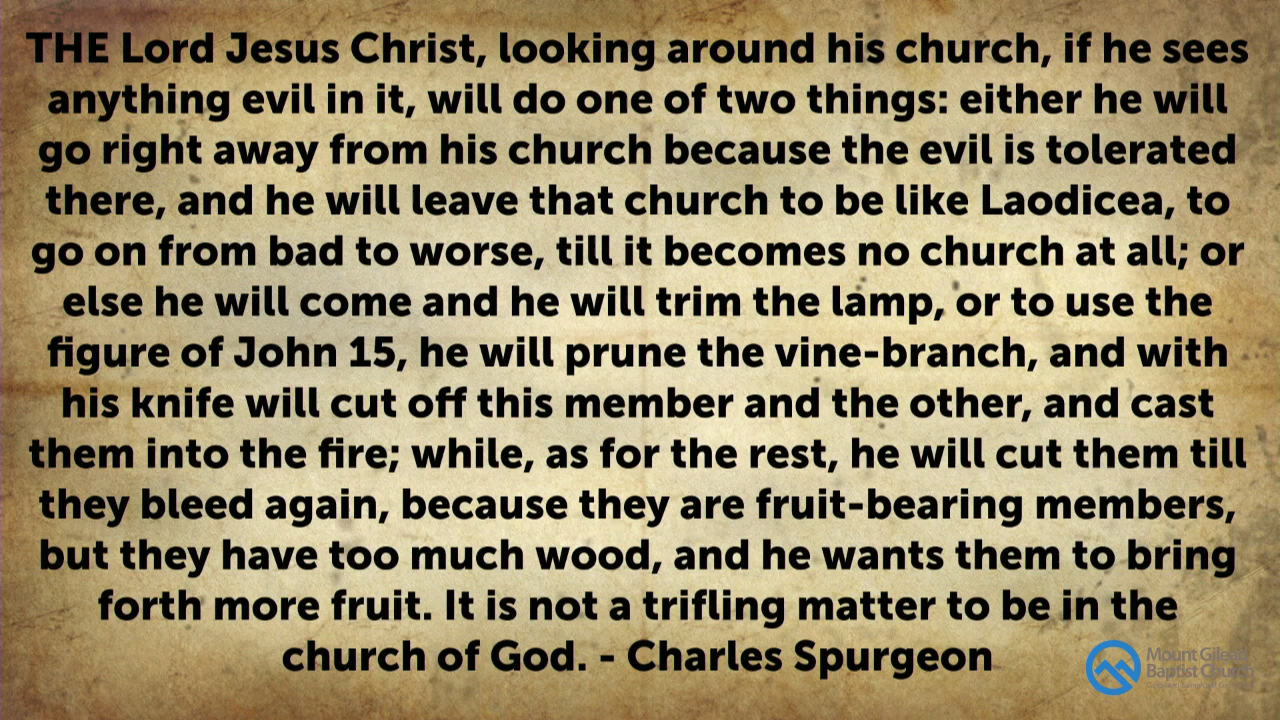 THE Lord Jesus Christ, looking around his church, if he sees
anything evil in it, will do one of two things: either he will
go right away from his church because the evil is tolerated
there, and he will leave that church to be like Laodicea, to
go on from bad to worse, till it becomes no church at all; or
else he will come and he will trim the lamp, or to use the
figure of John 15, he will prune the vine-branch, and with
his knife will cut off this member and the other, and cast
them into the fire; while, as for the rest, he will cut them till
they bleed again, because they are fruit-bearing members,
but they have too much wood, and he wants them to bring
forth more fruit. It is not a trifling matter to be in the
church of God. - Charles Spurgeon
Mount Gilead
Baptist Church